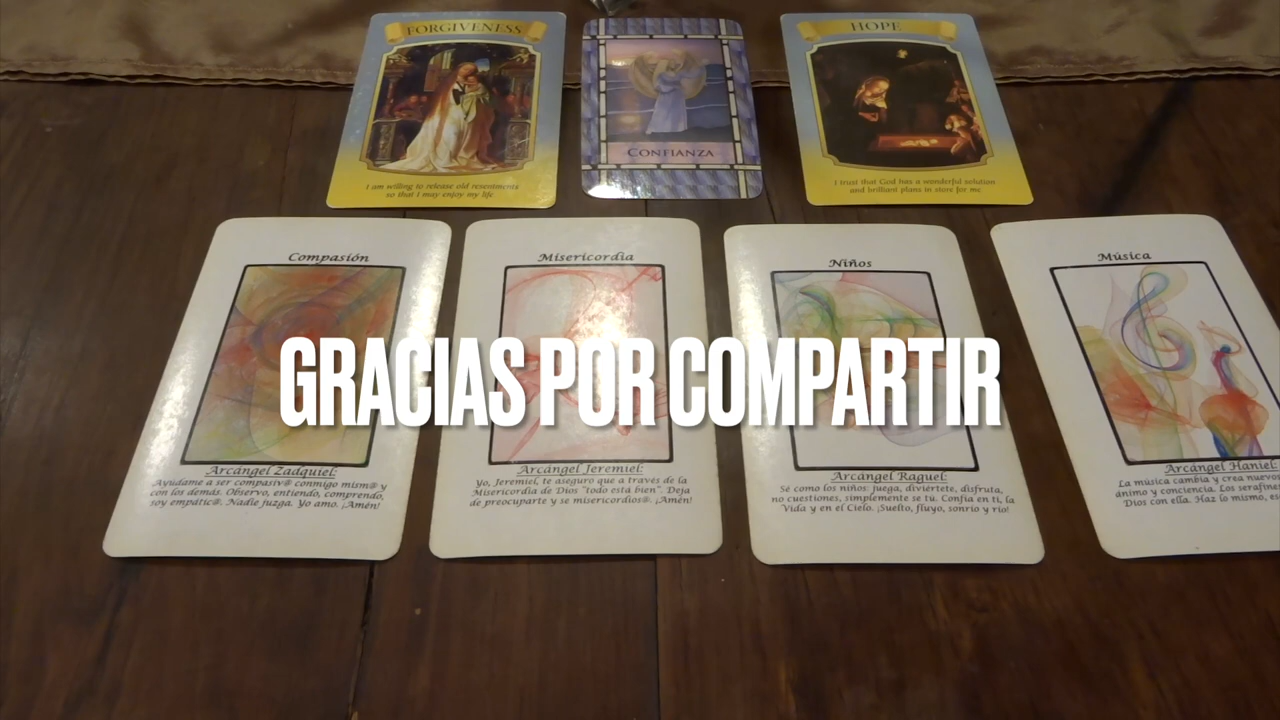 FORGIVENESS
I am willing to release old resentments
so that I may enjoy my life
CONFIANZA
HOPE
I trust that God has a wonderful solution
and brilliant plans in store for me
Compasión
Arcángel Zadquiel:
Ayúdame a ser compasiv@ conmigo mism@ y
con los demás. Observo, entiendo, comprendo,
soy empátic@. Nadie juzga. Yo amo. ¡Amén!
Misericordia
Arcángel Jeremiel:
Yo, Jeremiel, te aseguro que a través de la
Misericordia de Dios "todo está bien". Deja
de preocuparte y se misericordios@. ¡Amén!
Niños
Arcángel Raguel:
Sé como los niños: juega, diviértete, disfruta,
no cuestiones, simplemente se tú. Confía en ti, la
Vida y en el Cielo. ¡Suelto, fluyo, sonrío y río!
Música
Arcángel Haniel:
La música cambia y crea nuevos
ánimo y conciencia. Los serafines
Dios con ella. Haz lo mismo, es
GRACIAS POR COMPARTIR